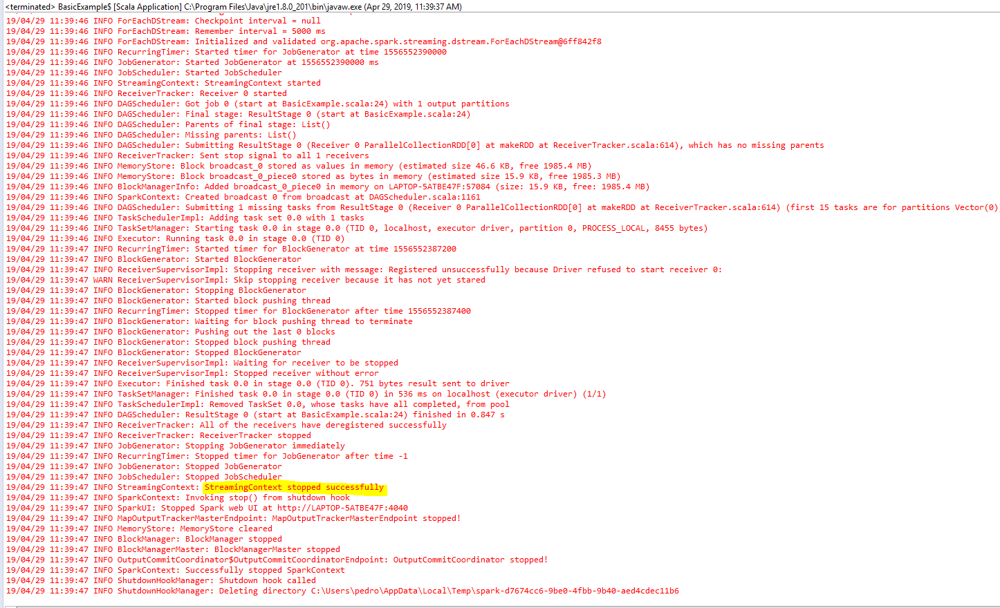 <terminated> BasicExample$ [Scala Application] C:\Program Files\Java\jre1.8.0_201\bin\javaw.exe (Apr 29, 2019, 11:39:37 AM)
19/04/29 11:39:46 INFO ForEachDStream: Checkpoint interval = null
19/04/29 11:39:46 INFO ForEachDStream: Remember interval = 5000 ms
19/04/29 11:39:46 INFO ForEachDStream: Initialized and validated org.apache.spark.streaming.dstream.ForEachDStream@6ff842f8
19/04/29 11:39:46 INFO RecurringTimer: Started timer for JobGenerator at time 1556552390000
19/04/29 11:39:46 INFO JobGenerator: Started JobGenerator at 1556552390000 ms
19/04/29 11:39:46 INFO JobScheduler: Started JobScheduler
19/04/29 11:39:46 INFO StreamingContext: StreamingContext started
19/04/29 11:39:46 INFO ReceiverTracker: Receiver 0 started
19/04/29 11:39:46 INFO DAGScheduler: Got job 0 (start at BasicExample.scala:24) with 1 output partitions
19/04/29 11:39:46 INFO DAGScheduler: Final stage: ResultStage 0 (start at BasicExample.scala:24)
19/04/29 11:39:46 INFO DAGScheduler: Parents of final stage: List()
19/04/29 11:39:46 INFO DAGScheduler: Missing parents: List()
19/04/29 11:39:46 INFO DAGScheduler: Submitting ResultStage 0 (Receiver 0 ParallelCollectionRDD[0] at makeRDD at ReceiverTracker.scala:614), which has no missing parents
19/04/29 11:39:46 INFO ReceiverTracker: Sent stop signal to all 1 receivers
19/04/29 11:39:46 INFO MemoryStore: Block broadcast_0 stored as values in memory (estimated size 46.6 KB, free 1985.4 MB)
19/04/29 11:39:46 INFO MemoryStore: Block broadcast_0_piece0 stored as bytes in memory (estimated size 15.9 KB, free 1985.3 MB)
19/04/29 11:39:46 INFO BlockManagerInfo: Added broadcast_0_piece0 in memory on LAPTOP-5ATBE47F:57084 (size: 15.9 KB, free: 1985.4 MB)
19/04/29 11:39:46 INFO SparkContext: Created broadcast 0 from broadcast at DAGScheduler.scala:1161
19/04/29 11:39:46 INFO DAGScheduler: Submitting 1 missing tasks from ResultStage 0 (Receiver 0 ParallelCollectionRDD[0] at makeRDD at ReceiverTracker.scala:614) (first 15 tasks are for partitions Vector(0)
19/04/29 11:39:46 INFO TaskSchedulerImpl: Adding task set 0.0 with 1 tasks
19/04/29 11:39:46 INFO TaskSetManager: Starting task 0.0 in stage 0.0 (TID 0, localhost, executor driver, partition 0, PROCESS_LOCAL, 8455 bytes)
19/04/29 11:39:46 INFO Executor: Running task 0.0 in stage 0.0 (TID 0)
19/04/29 11:39:47 INFO RecurringTimer: Started timer for BlockGenerator at time 1556552387200
19/04/29 11:39:47 INFO BlockGenerator: Started BlockGenerator
19/04/29 11:39:47 INFO ReceiverSupervisorImpl: Stopping receiver with message: Registered unsuccessfully because Driver refused to start receiver 0:
19/04/29 11:39:47 WARN ReceiverSupervisorImpl: Skip stopping receiver because it has not yet stared
19/04/29 11:39:47 INFO BlockGenerator: Stopping BlockGenerator
19/04/29 11:39:47 INFO BlockGenerator: Started block pushing thread
19/04/29 11:39:47 INFO RecurringTimer: Stopped timer for BlockGenerator after time 1556552387400
19/04/29 11:39:47 INFO BlockGenerator: Waiting for block pushing thread to terminate
19/04/29 11:39:47 INFO BlockGenerator: Pushing out the last 0 blocks
19/04/29 11:39:47 INFO BlockGenerator: Stopped block pushing thread
19/04/29 11:39:47 INFO BlockGenerator: Stopped BlockGenerator
19/04/29 11:39:47 INFO ReceiverSupervisorImpl: Waiting for receiver to be stopped
19/04/29 11:39:47 INFO ReceiverSupervisorImpl: Stopped receiver without error
19/04/29 11:39:47 INFO Executor: Finished task 0.0 in stage 0.0 (TID 0). 751 bytes result sent to driver
19/04/29 11:39:47 INFO TaskSetManager: Finished task 0.0 in stage 0.0 (TID 0) in 536 ms on localhost (executor driver) (1/1)
19/04/29 11:39:47 INFO TaskSchedulerImpl: Removed TaskSet 0.0, whose tasks have all completed, from pool
19/04/29 11:39:47 INFO DAGScheduler: ResultStage 0 (start at BasicExample.scala:24) finished in 0.847 s
19/04/29 11:39:47 INFO ReceiverTracker: All of the receivers have deregistered successfully
19/04/29 11:39:47 INFO ReceiverTracker: ReceiverTracker stopped
19/04/29 11:39:47 INFO JobGenerator: Stopping JobGenerator immediately
19/04/29 11:39:47 INFO RecurringTimer: Stopped timer for JobGenerator after time -1
19/04/29 11:39:47 INFO JobGenerator: Stopped JobGenerator
19/04/29 11:39:47 INFO JobScheduler: Stopped JobScheduler
19/04/29 11:39:47 INFO StreamingContext: StreamingContext stopped successfully
19/04/29 11:39:47 INFO SparkContext: Invoking stop() from shutdown hook
19/04/29 11:39:47 INFO SparkUI: Stopped Spark web UI at http://LAPTOP-5ATBE47F:4040
19/04/29 11:39:47 INFO MapOutputTrackerMasterEndpoint: MapOutputTrackerMasterEndpoint stopped!
19/04/29 11:39:47 INFO MemoryStore: MemoryStore cleared
19/04/29 11:39:47 INFO BlockManager: BlockManager stopped
19/04/29 11:39:47 INFO BlockManagerMaster: BlockManagerMaster stopped
19/04/29 11:39:47 INFO OutputCommitCoordinator$OutputCommitCoordinatorEndpoint: OutputCommitCoordinator stopped!
19/04/29 11:39:47 INFO SparkContext: Successfully stopped SparkContext
19/04/29 11:39:47 INFO ShutdownHookManager: Shutdown hook called
19/04/29 11:39:47 INFO ShutdownHookManager: Deleting directory C:\Users\pedro\AppData\Local\Temp\spark-d7674cc6-9be0-4fbb-9b40-aed4cdec11b6